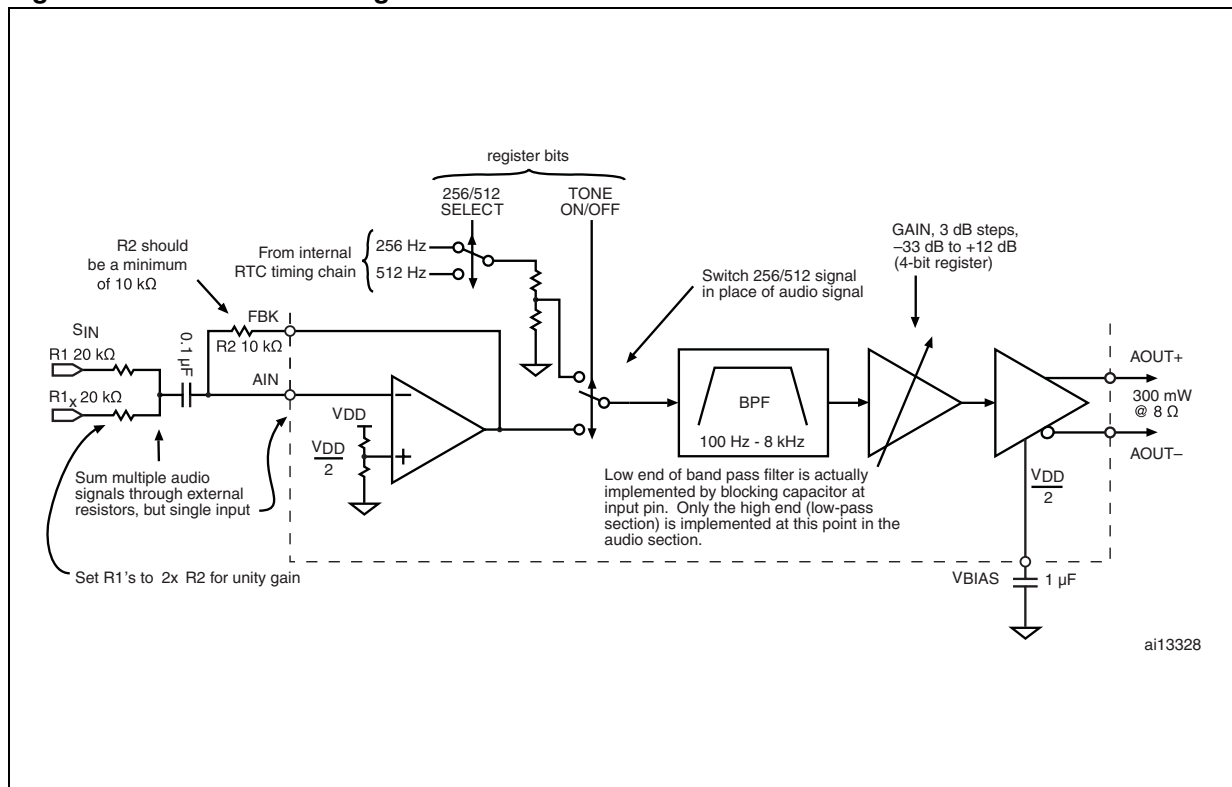 register bits
256/512
SELECT
TONE
ON/OFF
From internal
RTC timing chain
256 Hz
512 Hz
R2 should
be a minimum
of 10 kΩ
GAIN, 3 dB steps,
–33 dB to +12 dB
(4-bit register)
Switch 256/512 signal
in place of audio signal
SIN
R1 20 kΩ
R1x 20 kΩ
0.1 µF
FBK
R2 10 kΩ
AIN
VDD
VDD
2
BPF
100 Hz - 8 kHz
AOUT+
300 mW
@ 8 Ω
AOUT–
Sum multiple audio
signals through external
resistors, but single input
Low end of band pass filter is actually
implemented by blocking capacitor at
input pin. Only the high end (low-pass
section) is implemented at this point in the
audio section.
VDD
2
Set R1's to 2x R2 for unity gain
VBIAS
1 µF
ai13328